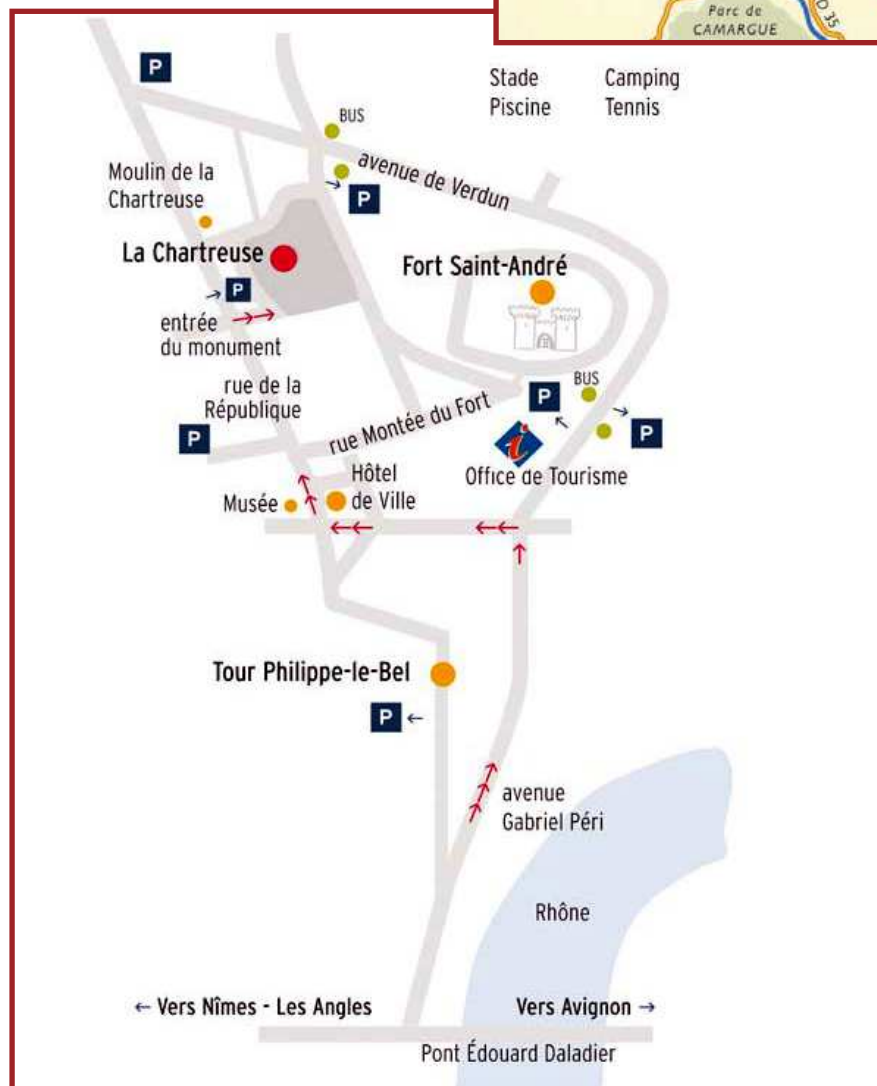 Parc de
CAMARGUE
D 35
P
Stade
Piscine
Camping
Tennis
BUS
avenue de Verdun
Moulin de la
Chartreuse
P
La Chartreuse
Fort Saint-André
P
entrée
du monument
rue de la
République
BUS
P
rue Montée du Fort
P
P
i
Office de Tourisme
Hôtel
de Ville
Musée
Tour Philippe-le-Bel
P
avenue
Gabriel Péri
Rhône
← Vers Nîmes - Les Angles
Vers Avignon →
Pont Édouard Daladier